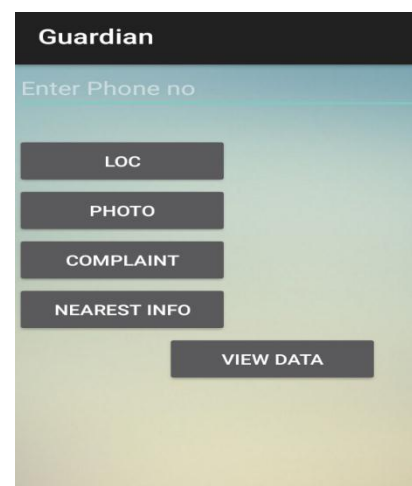 Guardian
Enter Phone no
LOC
PHOTO
COMPLAINT
NEAREST INFO
VIEW DATA